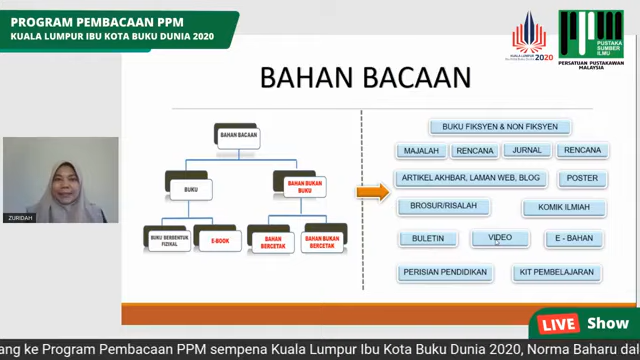 PROGRAM PEMBACAAN PPM
KUALA LUMPUR IBU KOTA BUKU DUNIA 2020
2020
PUSTAKA
SUMBER
ILMU
PERSATUAN PUSTAKAWAN
MALAYSIA
BAHAN BACAAN
BAHAN BACAAN
BUKU
BAHAN BUKAN
BUKU
BUKU BERBENTUK
FIZIKAL
E-BOOK
BAHAN
BERCETAK
BAHAN BUKAN
BERCETAK
BUKU FIKSYEN & NON FIKSYEN
MAJALAH
RENCANA
JURNAL
RENCANA
ARTIKEL AKHBAR, LAMAN WEB, BLOG
POSTER
BROSUR/RISALAH
KOMIK ILMIAH
BULETIN
VIDEO
E - BAHAN
PERISIAN PENDIDIKAN
KIT PEMBELAJARAN
ZURIDAH
LIVE Show
ang ke Program Pembacaan PPM sempena Kuala Lumpur Ibu Kota Buku Dunia 2020, Norma Baharu dal